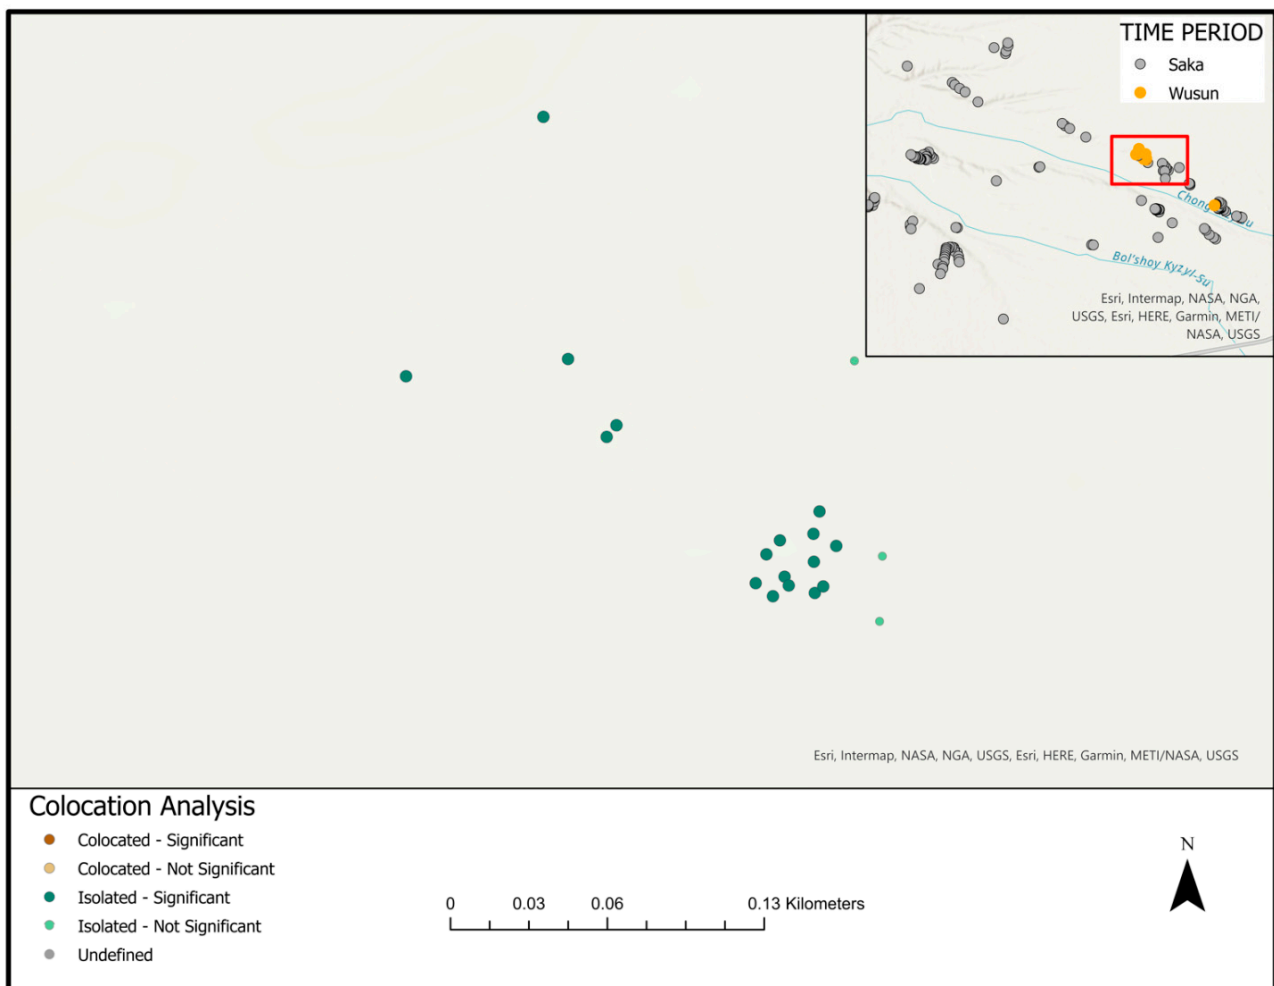 TIME PERIOD
Saka
Wusun
Bol'shoy Kyzyl-Su
Esri, Intermap, NASA, NGA,
USGS, Esri, HERE, Garmin, METI/
NASA, USGS
Esri, Intermap, NASA, NGA, USGS, Esri, HERE, Garmin, METI/NASA, USGS
Colocation Analysis
Colocated - Significant
Colocated - Not Significant
Isolated - Significant
Isolated - Not Significant
Undefined
0 0.03 0.06 0.13 Kilometers
N